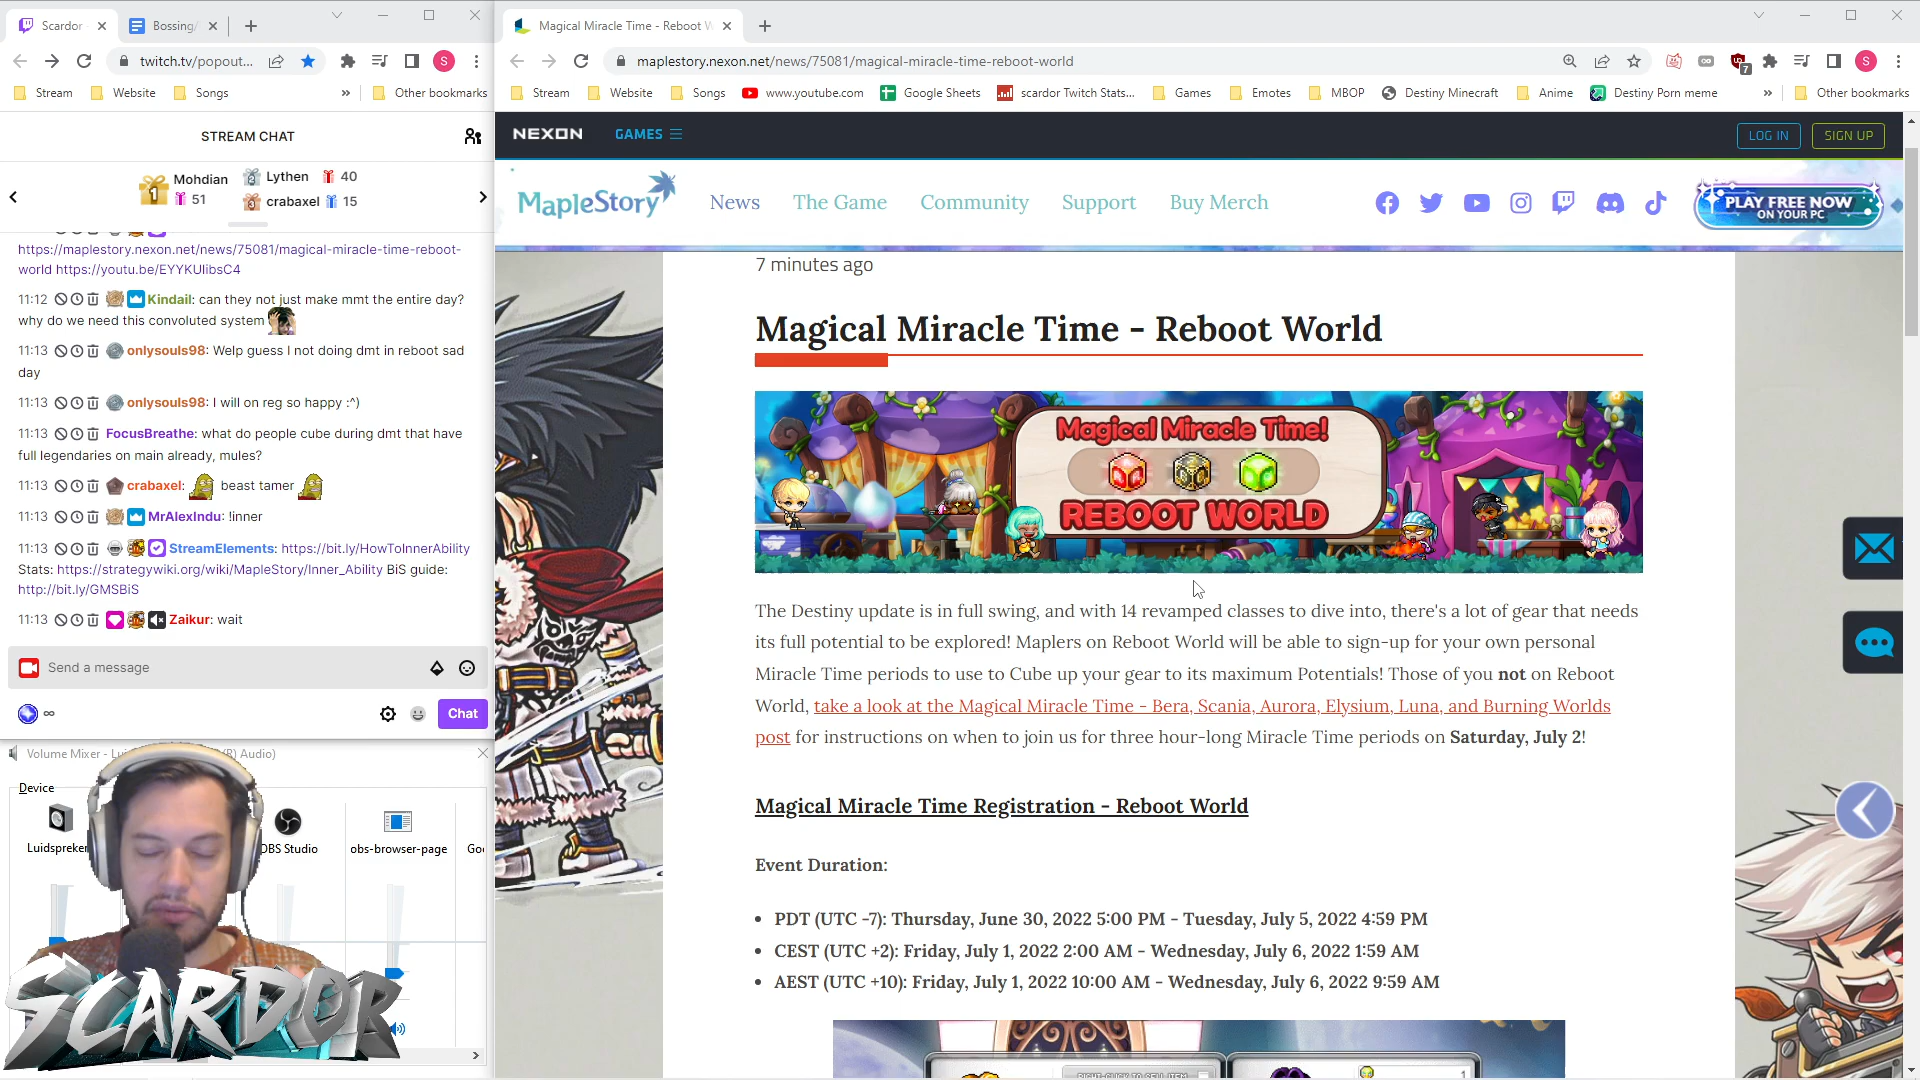 Scardor
Bossing/
Magical Miracle Time - Reboot W
twitch.tv/popout...
S
maplestory.nexon.net/news/75081/magical-miracle-time-reboot-world
7
S
Stream
Website
Songs
»
Other bookmarks
Stream
Website
Songs
www.youtube.com
Google Sheets
scardor Twitch Stats...
Games
Emotes
MBOP
Destiny Minecraft
Anime
Destiny Porn meme
»
Other bookmarks
STREAM CHAT
NEXON
GAMES
LOG IN
SIGN UP
1
Mohdian
51
Lythen
40
crabaxel
15
MapleStory
News
The Game
Community
Support
Buy Merch
PLAY FREE NOW
ON YOUR PC
https://maplestory.nexon.net/news/75081/magical-miracle-time-reboot-
world https://youtu.be/EYYKUIibsC4
11:12 Kindail: can they not just make mmt the entire day?
why do we need this convoluted system
11:13 onlysouls98: Welp guess I not doing dmt in reboot sad
day
11:13 onlysouls98: I will on reg so happy :^)
11:13 FocusBreathe: what do people cube during dmt that have
full legendaries on main already, mules?
11:13 crabaxel: beast tamer
11:13 MrAlexIndu: !inner
11:13 StreamElements: https://bit.ly/HowToInnerAbility
Stats: https://strategywiki.org/wiki/MapleStory/Inner_Ability BiS guide:
http://bit.ly/GMSBiS
11:13 Zaikur: wait
Send a message
∞
Chat
7 minutes ago
Magical Miracle Time - Reboot World
Magical Miracle Time!
REBOOT WORLD
The Destiny update is in full swing, and with 14 revamped classes to dive into, there's a lot of gear that needs
its full potential to be explored! Maplers on Reboot World will be able to sign-up for your own personal
Miracle Time periods to use to Cube up your gear to its maximum Potentials! Those of you not on Reboot
World, take a look at the Magical Miracle Time - Bera, Scania, Aurora, Elysium, Luna, and Burning Worlds
post for instructions on when to join us for three hour-long Miracle Time periods on Saturday, July 2!
Magical Miracle Time Registration - Reboot World
Event Duration:
• PDT (UTC -7): Thursday, June 30, 2022 5:00 PM - Tuesday, July 5, 2022 4:59 PM
• CEST (UTC +2): Friday, July 1, 2022 2:00 AM - Wednesday, July 6, 2022 1:59 AM
• AEST (UTC +10): Friday, July 1, 2022 10:00 AM - Wednesday, July 6, 2022 9:59 AM
RIGHT-CLICK TO SELL ITEM
1
Volume Mixer - (R) Audio)
Device
Luidspreker
OBS Studio
obs-browser-page
SCARDOR